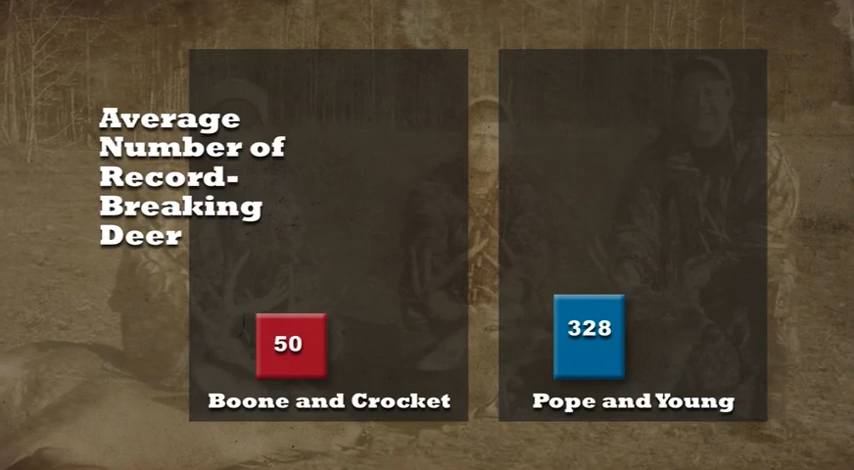 Average
Number of
Record-
Breaking
Deer
50
328
Boone and Crocket
Pope and Young